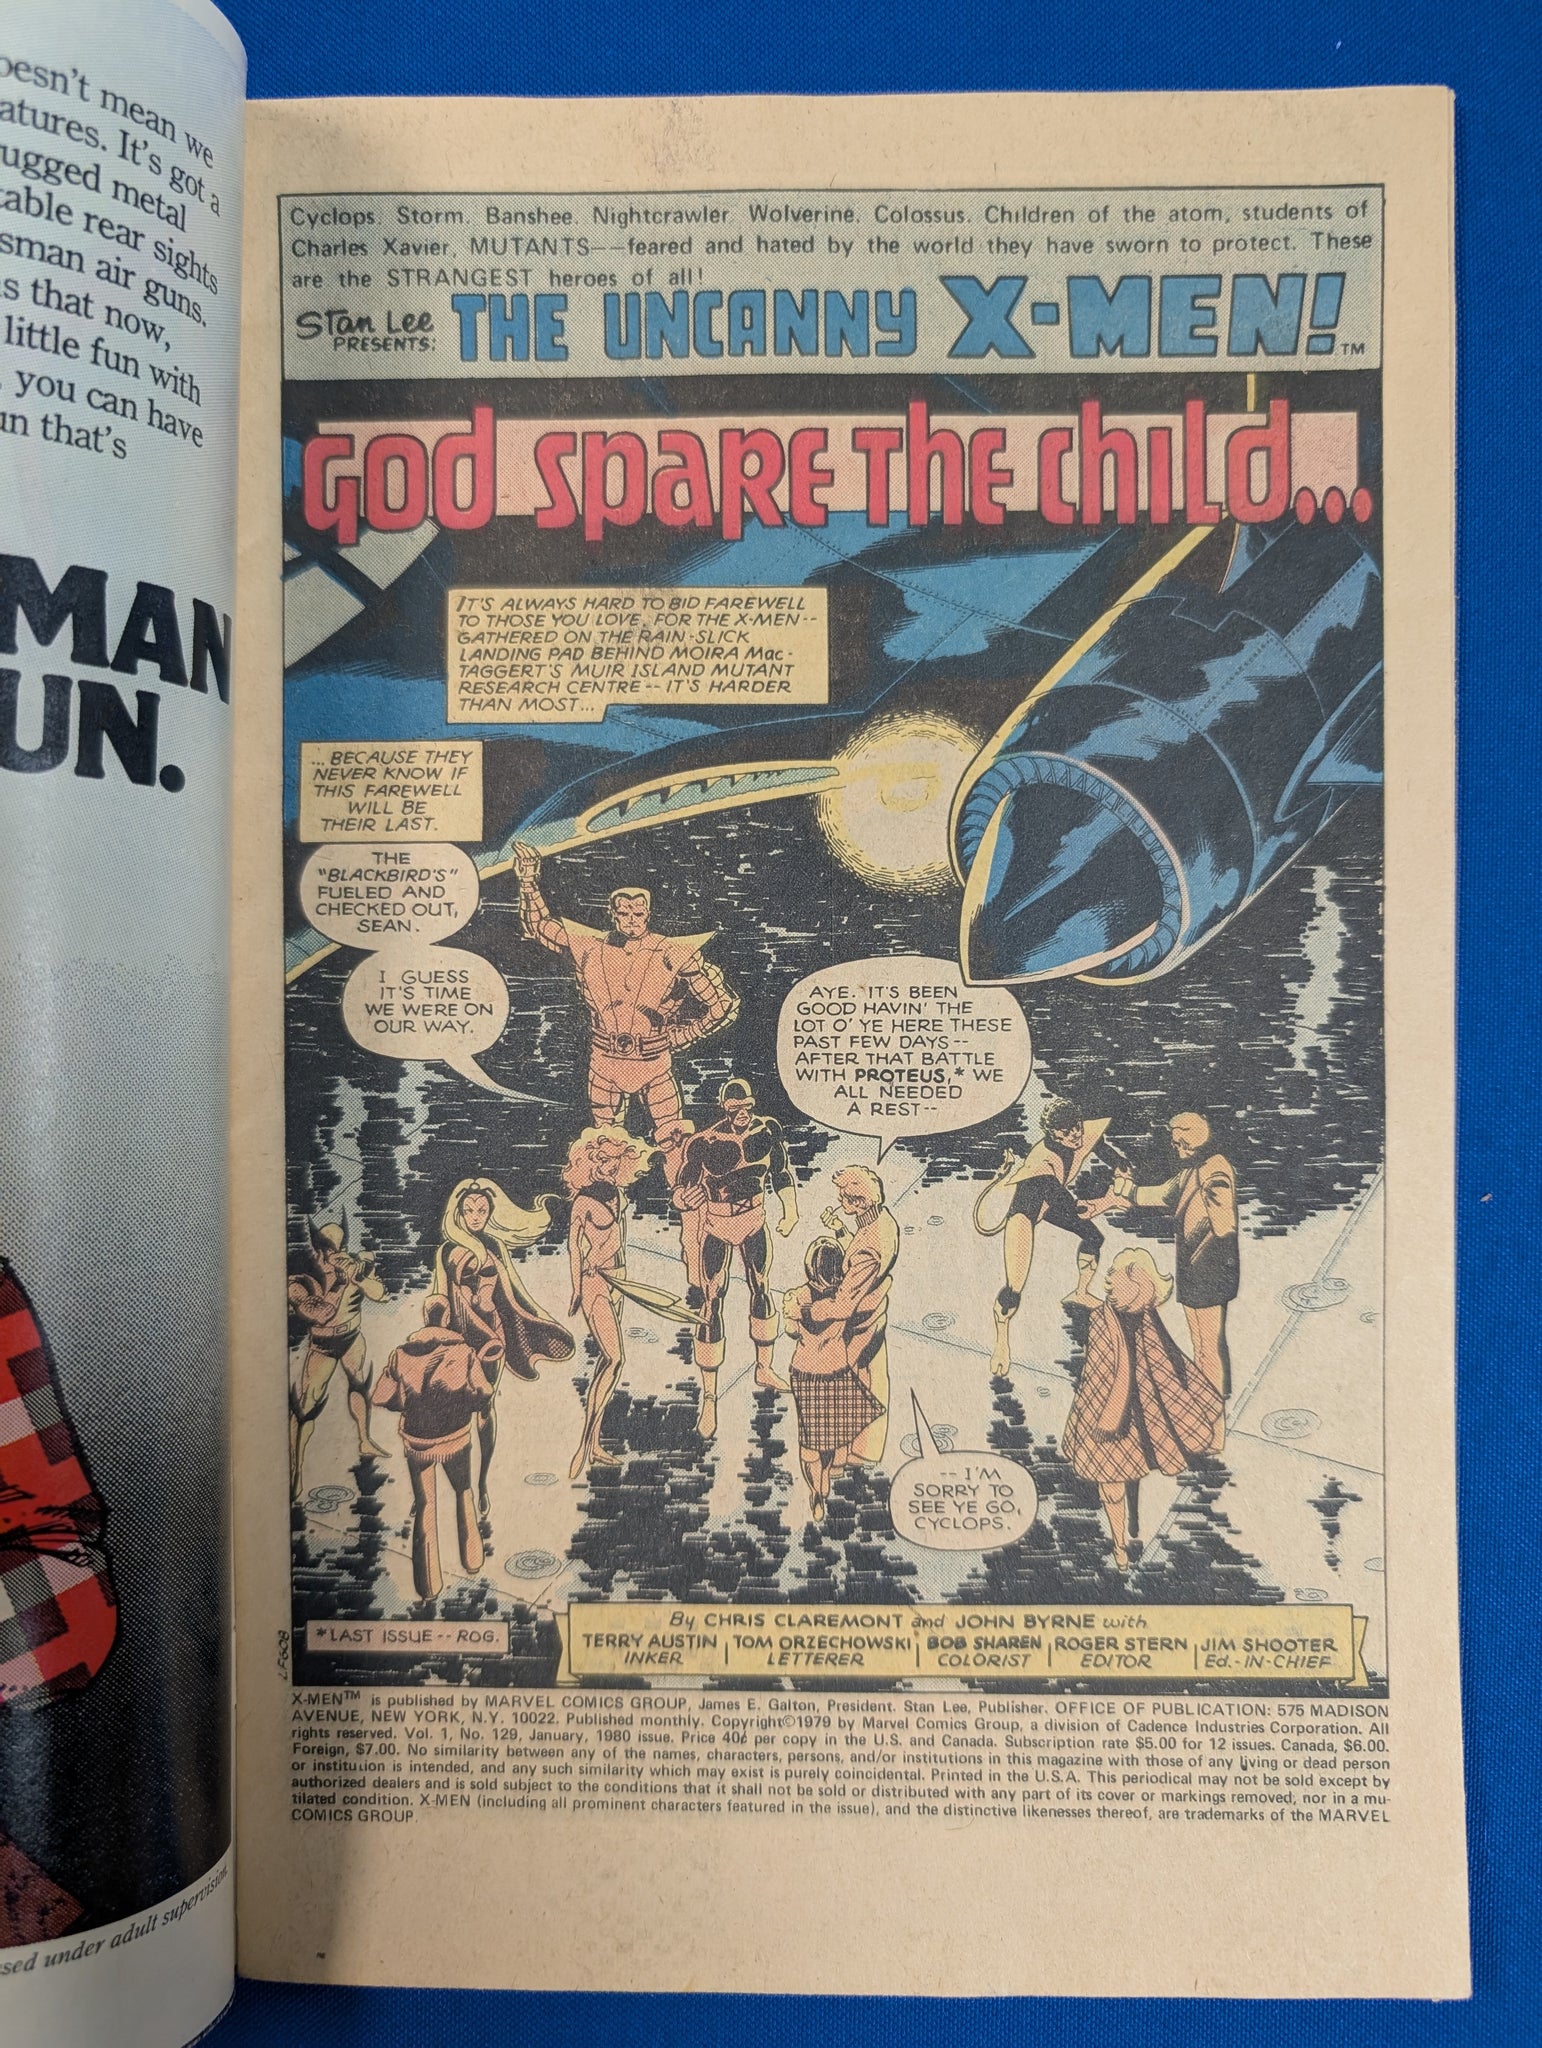 oesn't mean we
atures. It's got a
ugged metal
table rear sights
sman air guns.
s that now,
little fun with
, you can have
un that's
MAN
UN.
sed under adult supervision.
Cyclops. Storm. Banshee. Nightcrawler. Wolverine. Colossus. Children of the atom, students of
Charles Xavier, MUTANTS——feared and hated by the world they have sworn to protect. These
are the STRANGEST heroes of all!
Stan Lee
PRESENTS:
THE UNCANNY X-MEN!™
GOD SPARE THE CHILD...
IT'S ALWAYS HARD TO BID FAREWELL
TO THOSE YOU LOVE. FOR THE X-MEN--
GATHERED ON THE RAIN-SLICK
LANDING PAD BEHIND MOIRA Mac-
TAGGERT'S MUIR ISLAND MUTANT
RESEARCH CENTRE -- IT'S HARDER
THAN MOST...
...BECAUSE THEY
NEVER KNOW IF
THIS FAREWELL
WILL BE
THEIR LAST.
THE
"BLACKBIRD'S"
FUELED AND
CHECKED OUT,
SEAN.
I GUESS
IT'S TIME
WE WERE ON
OUR WAY.
AYE. IT'S BEEN
GOOD HAVIN' THE
LOT O' YE HERE THESE
PAST FEW DAYS--
AFTER THAT BATTLE
WITH PROTEUS,* WE
ALL NEEDED
A REST--
-- I'M
SORRY TO
SEE YE GO,
CYCLOPS.
*LAST ISSUE -- ROG.
By CHRIS CLAREMONT and JOHN BYRNE with
TERRY AUSTIN | TOM ORZECHOWSKI | BOB SHAREN | ROGER STERN | JIM SHOOTER
INKER LETTERER COLORIST EDITOR Ed.-IN-CHIEF
X-MEN™ is published by MARVEL COMICS GROUP, James E. Galton, President. Stan Lee, Publisher. OFFICE OF PUBLICATION: 575 MADISON
AVENUE, NEW YORK, N.Y. 10022. Published monthly. Copyright©1979 by Marvel Comics Group, a division of Cadence Industries Corporation. All
rights reserved. Vol. 1, No. 129, January, 1980 issue. Price 40¢ per copy in the U.S. and Canada. Subscription rate $5.00 for 12 issues. Canada, $6.00.
Foreign, $7.00. No similarity between any of the names, characters, persons, and/or institutions in this magazine with those of any living or dead person
or institution is intended, and any such similarity which may exist is purely coincidental. Printed in the U.S.A. This periodical may not be sold except by
authorized dealers and is sold subject to the conditions that it shall not be sold or distributed with any part of its cover or markings removed, nor in a mu-
tilated condition. X-MEN (including all prominent characters featured in the issue), and the distinctive likenesses thereof, are trademarks of the MARVEL
COMICS GROUP.